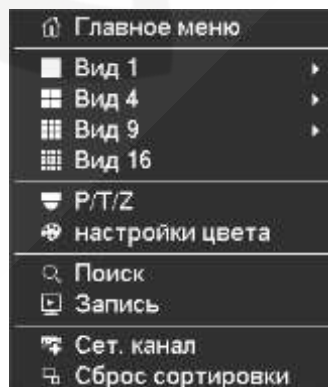 Главное меню
Вид 1
Вид 4
Вид 9
Вид 16
P/T/Z
настройки цвета
Поиск
Запись
Сет. канал
Сброс сортировки